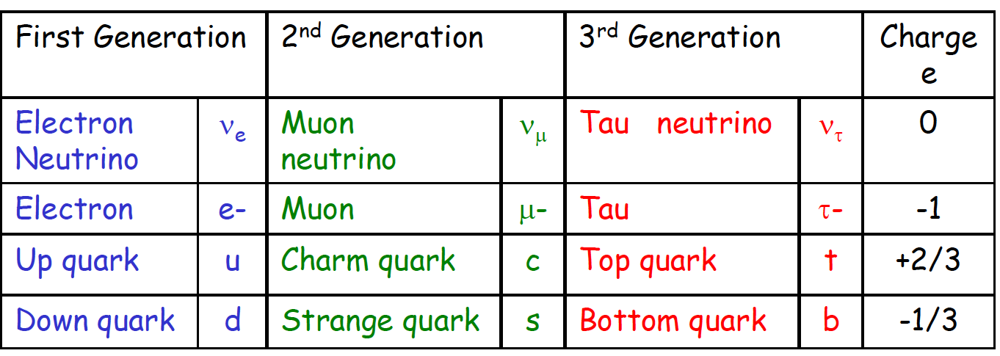 First Generation 2nd Generation 3rd Generation Charge
e
Electron νe Muon νμ Tau neutrino ντ 0
Neutrino neutrino
Electron e- Muon μ- Tau τ- -1
Up quark u Charm quark c Top quark t +2/3
Down quark d Strange quark s Bottom quark b -1/3